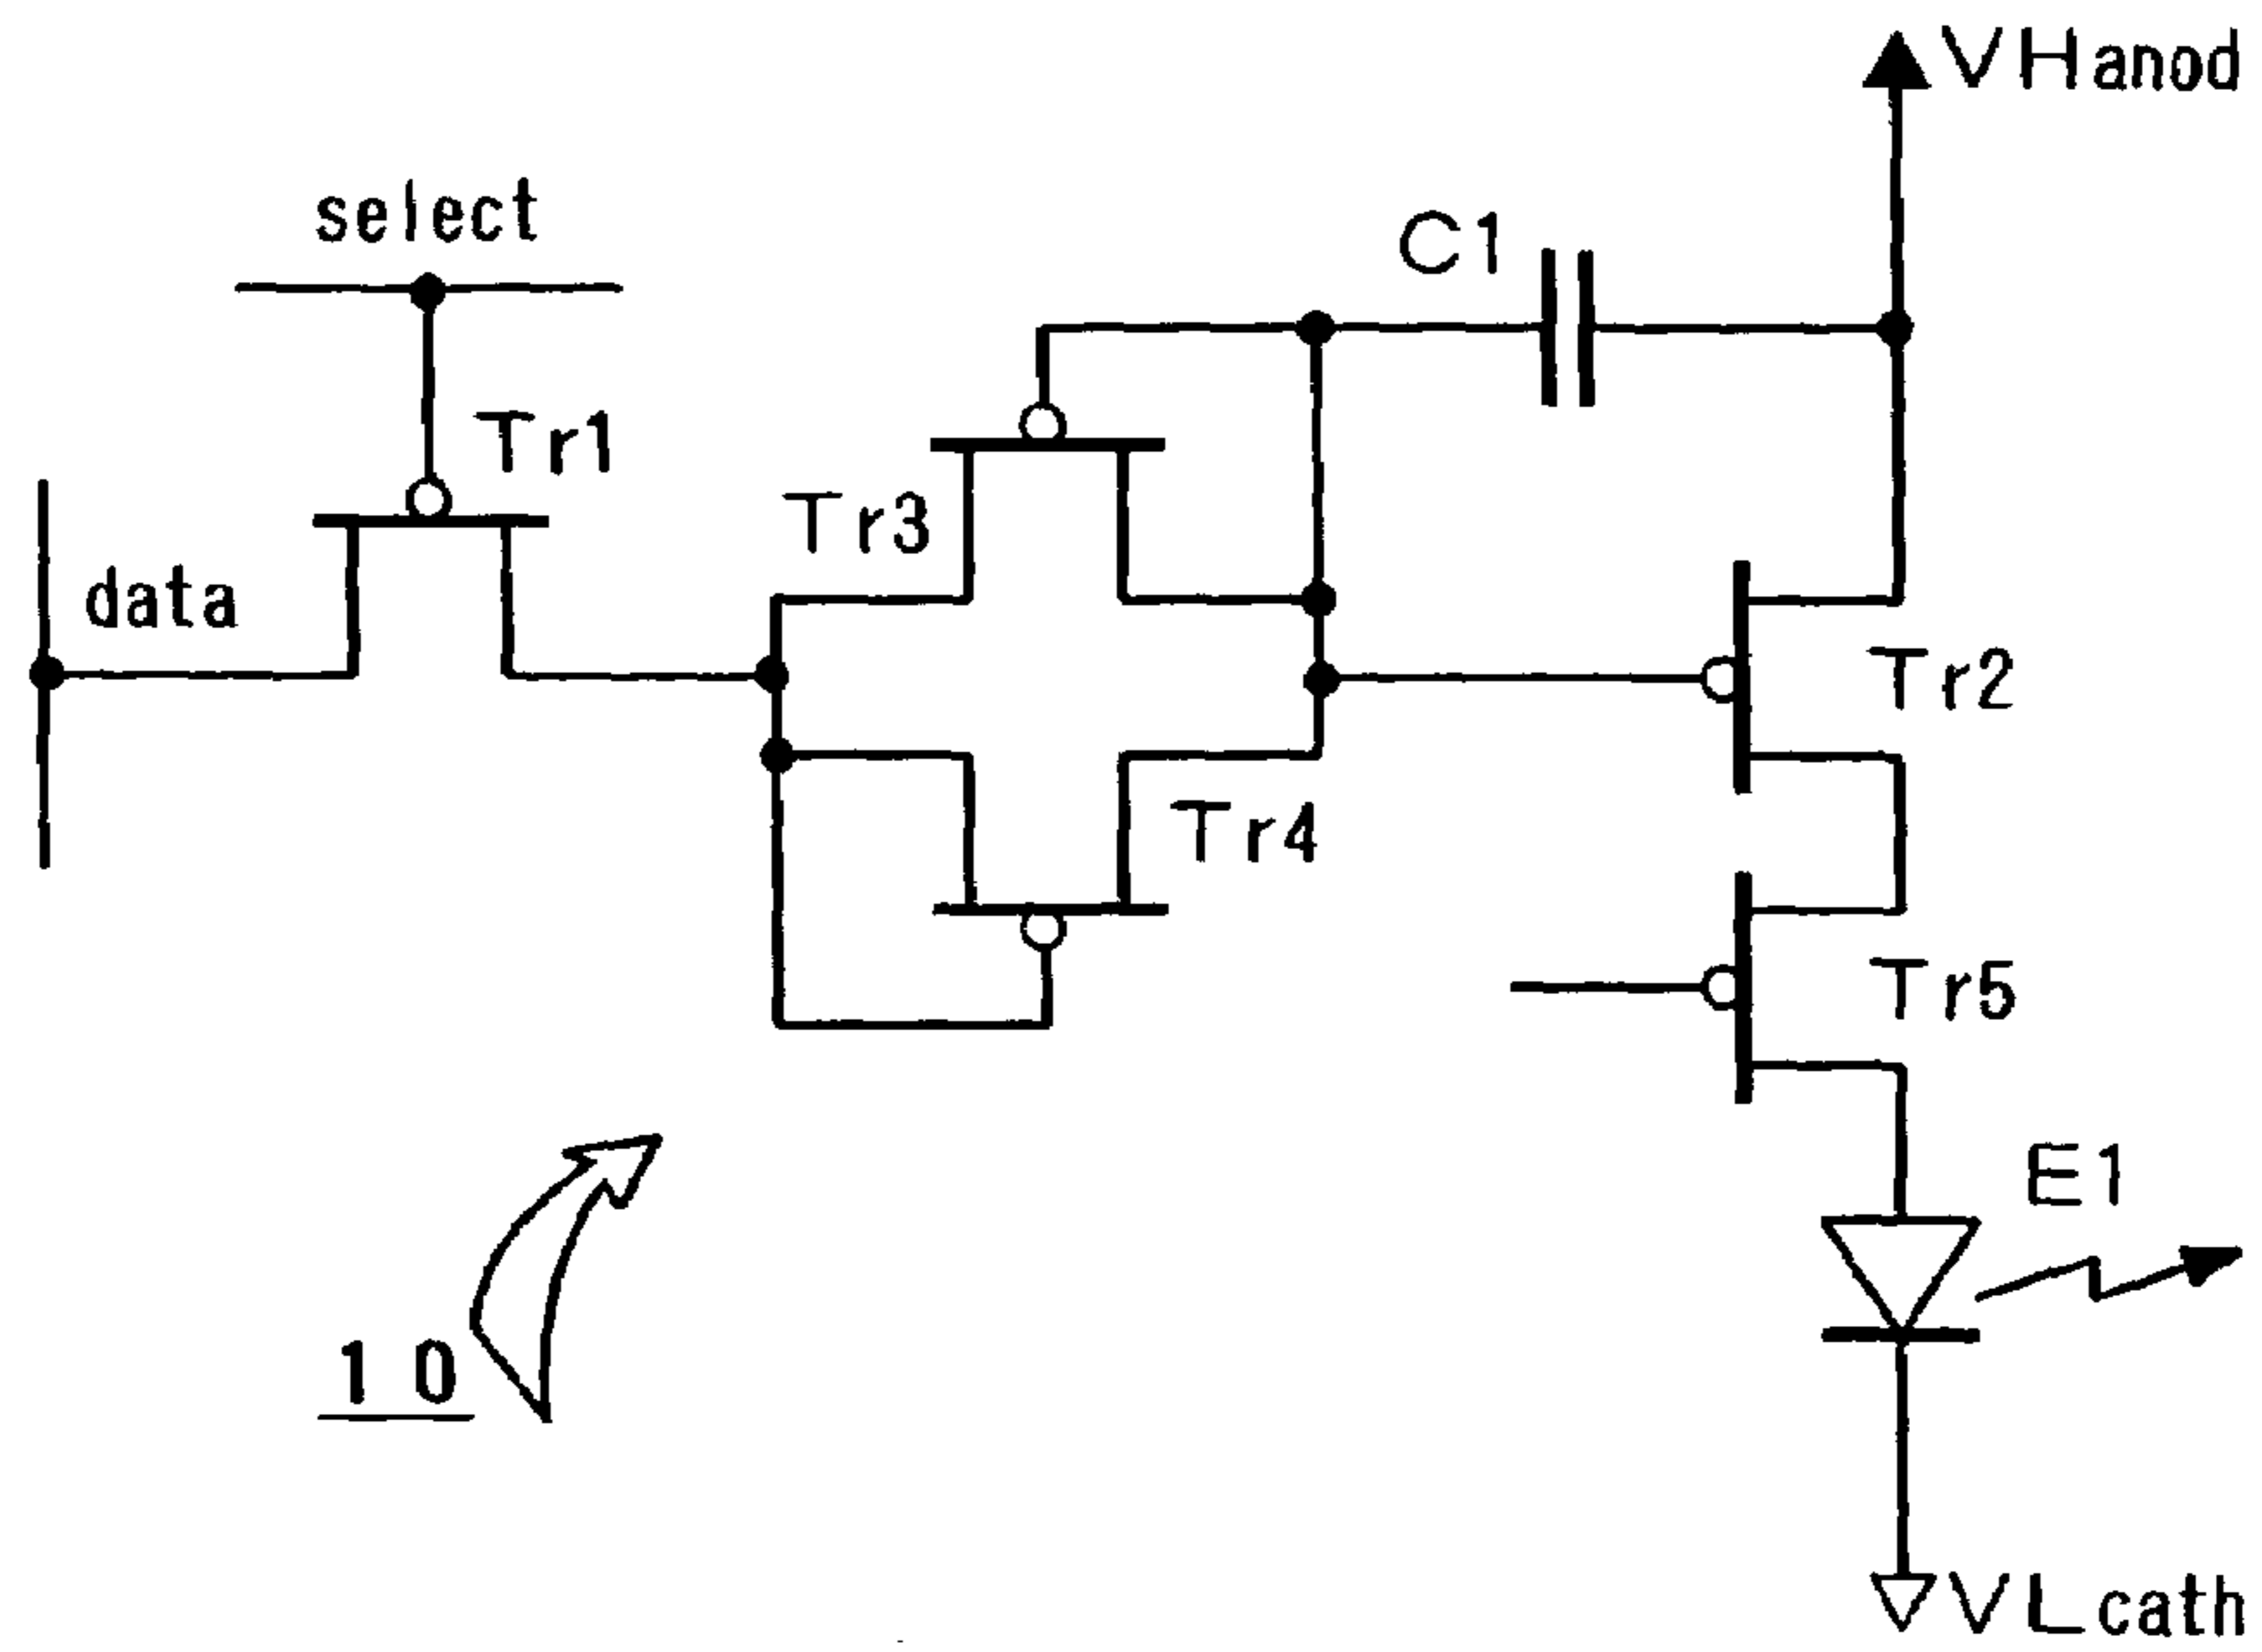 VHanod
select
C1
Tr1
Tr3
data
Tr2
Tr4
Tr5
E1
10
VLcath